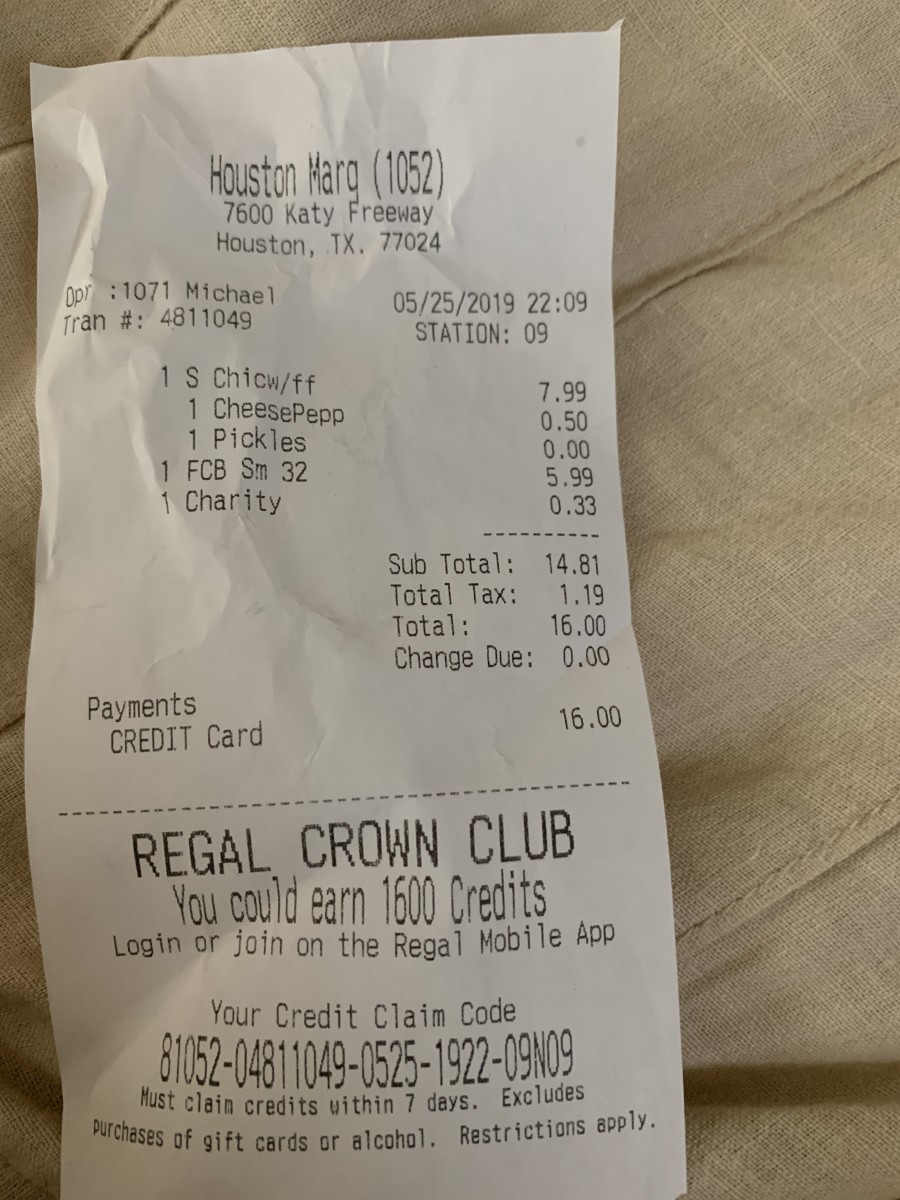 Houston Marq (1052)
7600 Katy Freeway
Houston, TX. 77024
Opr :1071 Michael
05/25/2019 22:09
Tran #: 4811049
STATION: 09
1 S Chicw/ff 7.99
1 CheesePepp 0.50
1 Pickles 0.00
1 FCB Sm 32 5.99
1 Charity 0.33
----------
Sub Total: 14.81
Total Tax: 1.19
Total: 16.00
Change Due: 0.00
Payments
CREDIT Card 16.00
REGAL CROWN CLUB
You could earn 1600 Credits
Login or join on the Regal Mobile App
Your Credit Claim Code
81052-04811049-0525-1922-09N09
Must claim credits within 7 days. Excludes
purchases of gift cards or alcohol. Restrictions apply.